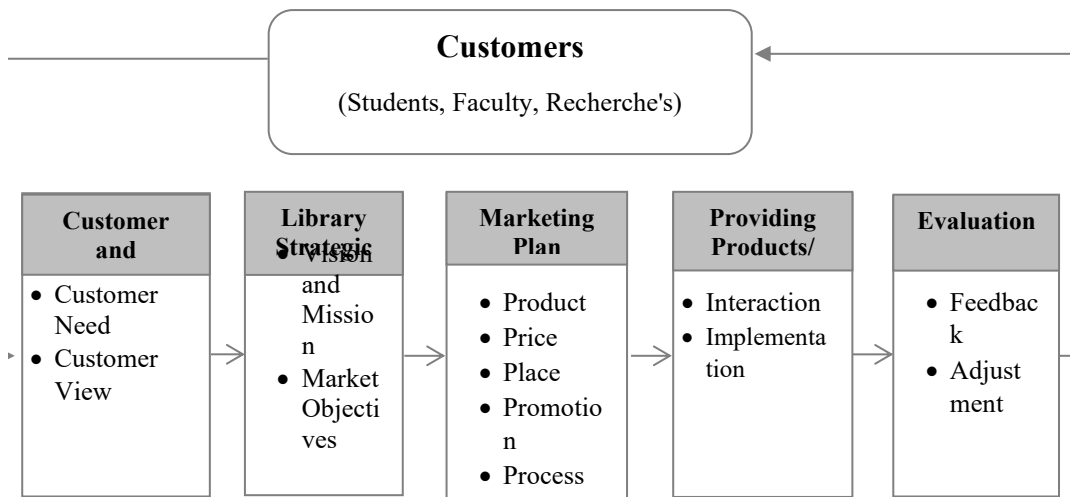 Customers
(Students, Faculty, Recherche's)
Customer
and
• Customer
Need
• Customer
View
Library
Strategic
• Vision
and
Missio
n
• Market
Objecti
ves
Marketing
Plan
• Product
• Price
• Place
• Promotio
n
• Process
Providing
Products/
• Interaction
• Implementa
tion
Evaluation
• Feedbac
k
• Adjust
ment